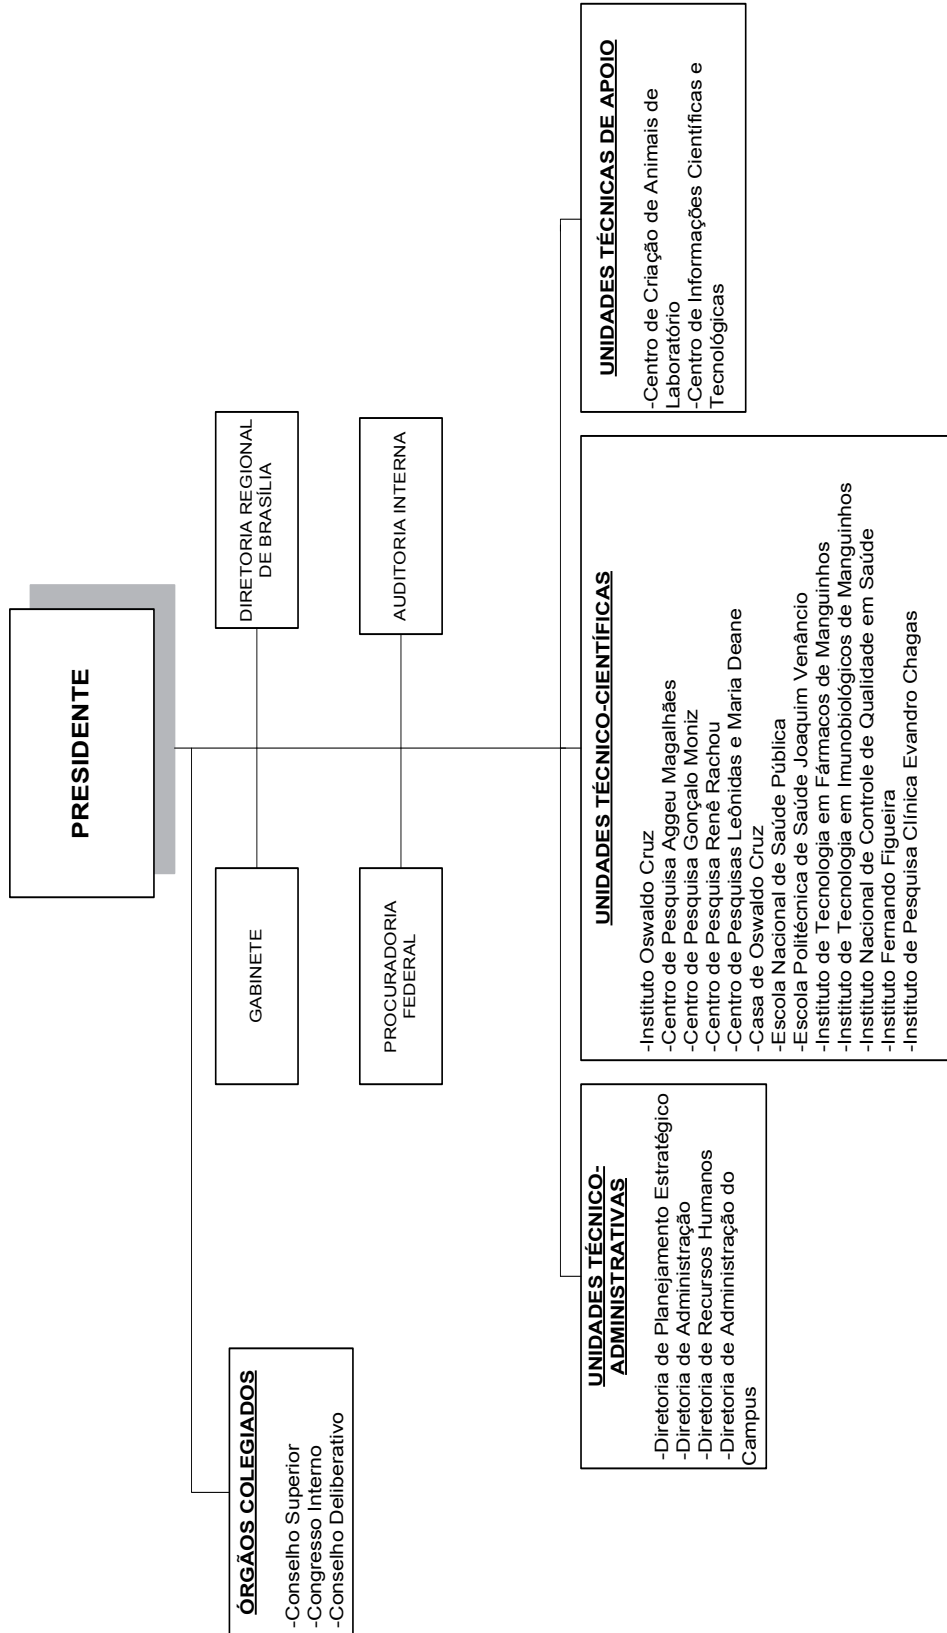 PRESIDENTE
ÓRGÃOS COLEGIADOS
-Conselho Superior
-Congresso Interno
-Conselho Deliberativo
GABINETE
DIRETORIA REGIONAL
DE BRASÍLIA
PROCURADORIA
FEDERAL
AUDITORIA INTERNA
UNIDADES TÉCNICO-
ADMINISTRATIVAS
-Diretoria de Planejamento Estratégico
-Diretoria de Administração
-Diretoria de Recursos Humanos
-Diretoria de Administração do
Campus
UNIDADES TÉCNICO-CIENTÍFICAS
-Instituto Oswaldo Cruz
-Centro de Pesquisa Aggeu Magalhães
-Centro de Pesquisa Gonçalo Moniz
-Centro de Pesquisa Renê Rachou
-Centro de Pesquisas Leônidas e Maria Deane
-Casa de Oswaldo Cruz
-Escola Nacional de Saúde Pública
-Escola Politécnica de Saúde Joaquim Venâncio
-Instituto de Tecnologia em Fármacos de Manguinhos
-Instituto de Tecnologia em Imunobiológicos de Manguinhos
-Instituto Nacional de Controle de Qualidade em Saúde
-Instituto Fernando Figueira
-Instituto de Pesquisa Clínica Evandro Chagas
UNIDADES TÉCNICAS DE APOIO
-Centro de Criação de Animais de
Laboratório
-Centro de Informações Científicas e
Tecnológicas